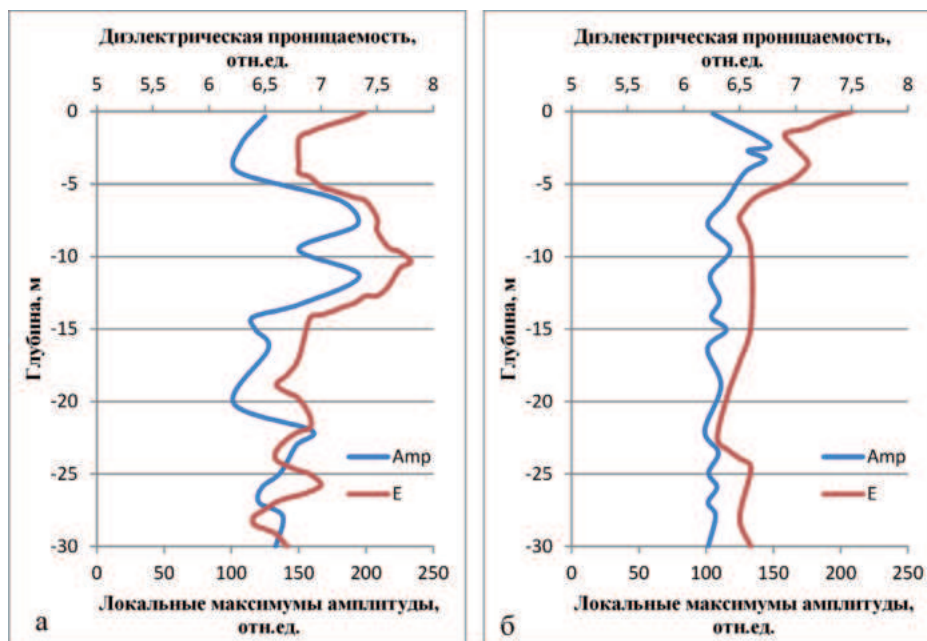 Диэлектрическая проницаемость,
отн.ед.
5 5,5 6 6,5 7 7,5 8
0
-5
-10
-15
-20
-25
-30
Глубина, м
Amp
E
0 50 100 150 200 250
Локальные максимумы амплитуды,
отн.ед.
а
Диэлектрическая проницаемость,
отн.ед.
5 5,5 6 6,5 7 7,5 8
0
-5
-10
-15
-20
-25
-30
Глубина, м
Amp
E
0 50 100 150 200 250
Локальные максимумы амплитуды,
отн.ед.
б